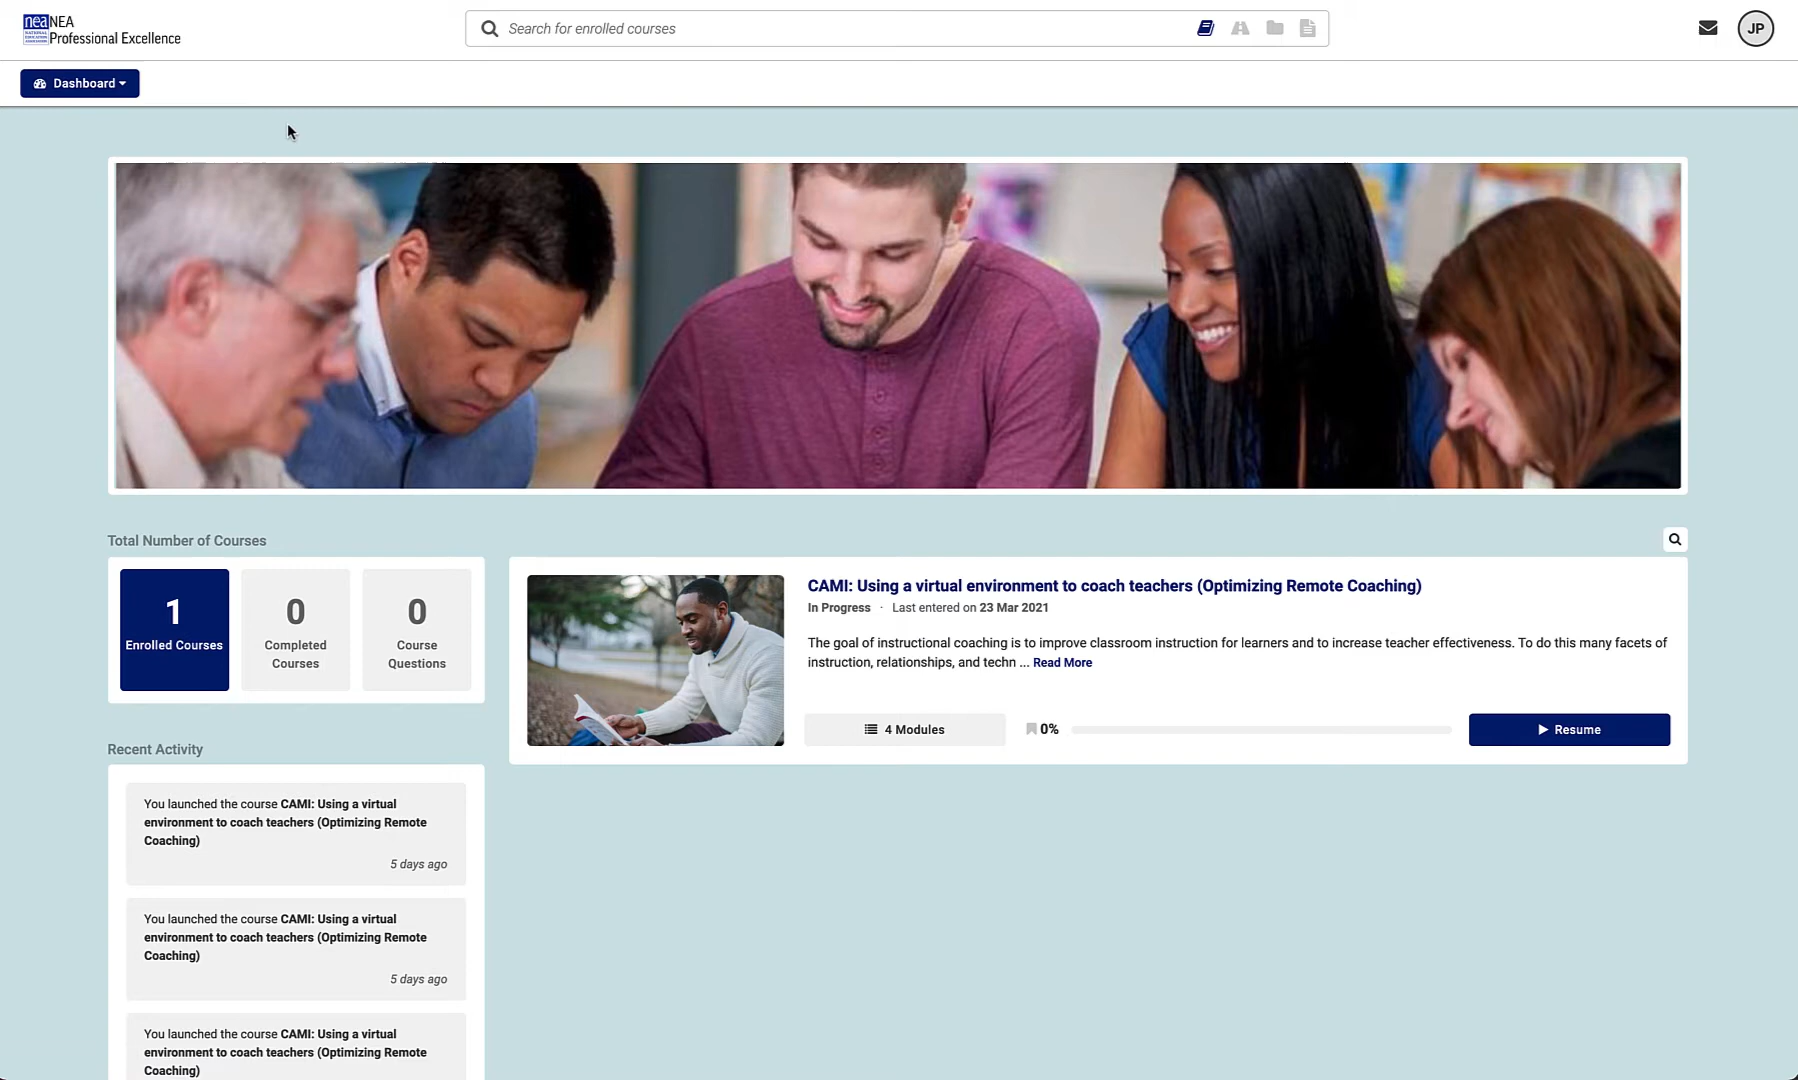 nea NEA
NATIONAL EDUCATION ASSOCIATION
Professional Excellence
Search for enrolled courses
JP
Dashboard
Total Number of Courses
1
Enrolled Courses
0
Completed
Courses
0
Course
Questions
CAMI: Using a virtual environment to coach teachers (Optimizing Remote Coaching)
In Progress · Last entered on 23 Mar 2021
The goal of instructional coaching is to improve classroom instruction for learners and to increase teacher effectiveness. To do this many facets of
instruction, relationships, and techn ... Read More
4 Modules
0%
Resume
Recent Activity
You launched the course CAMI: Using a virtual
environment to coach teachers (Optimizing Remote
Coaching)
5 days ago
You launched the course CAMI: Using a virtual
environment to coach teachers (Optimizing Remote
Coaching)
5 days ago
You launched the course CAMI: Using a virtual
environment to coach teachers (Optimizing Remote
Coaching)